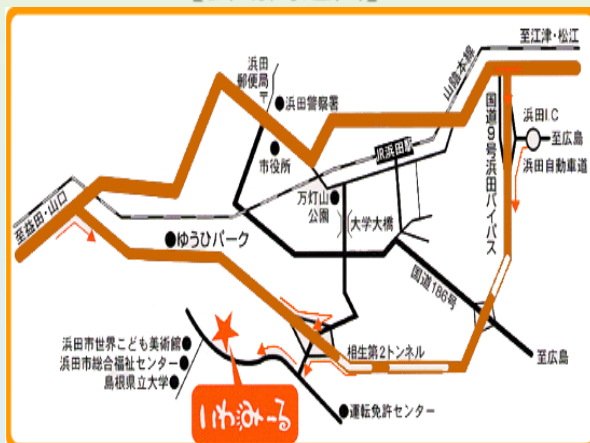 至江津・松江
山陰本線
浜田
郵便局
〒
浜田警察署
国道9号浜田バイパス
浜田I.C
至広島
浜田自動車道
JR浜田駅
市役所
万灯山
公園
大学大橋
至益田・山口
ゆうひパーク
国道186号
浜田市世界こども美術館
浜田市総合福祉センター
島根県立大学
相生第2トンネル
至広島
いわみーる
運転免許センター